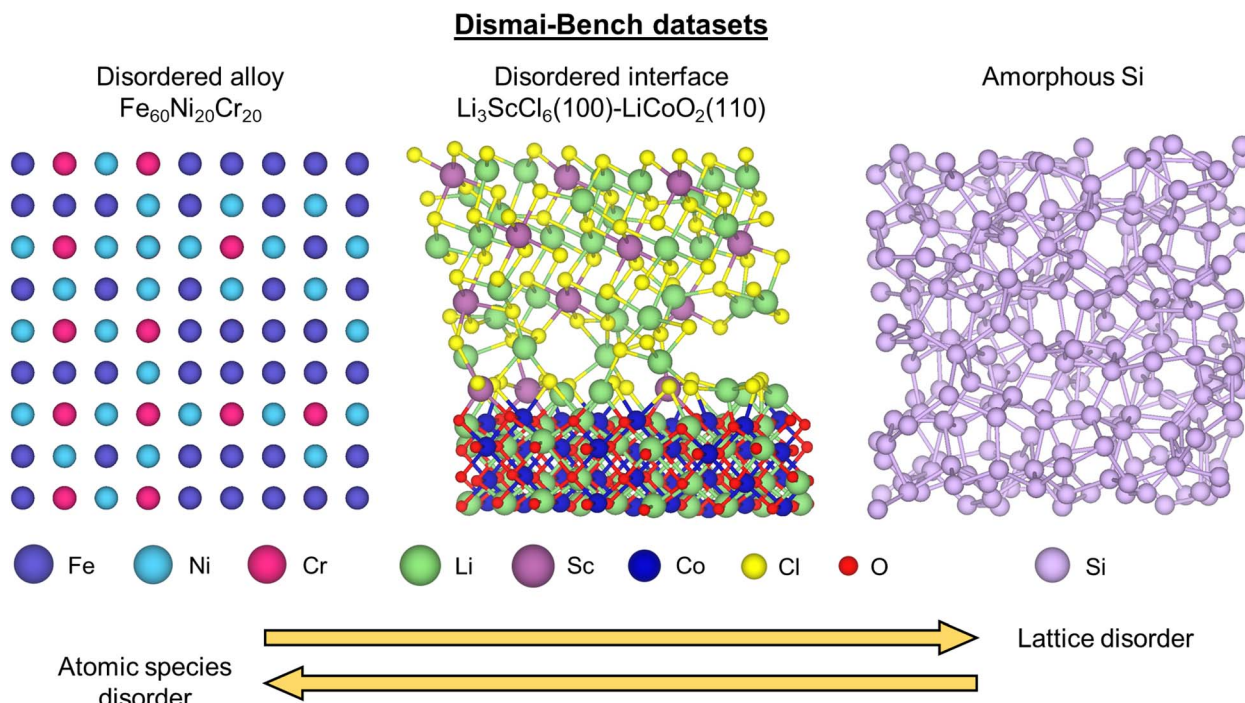 Dismai-Bench datasets
Disordered alloy
Fe₆₀Ni₂₀Cr₂₀
Disordered interface
Li₃ScCl₆(100)-LiCoO₂(110)
Amorphous Si
Fe Ni Cr Li Sc Co Cl O Si
Lattice disorder
Atomic species
disorder